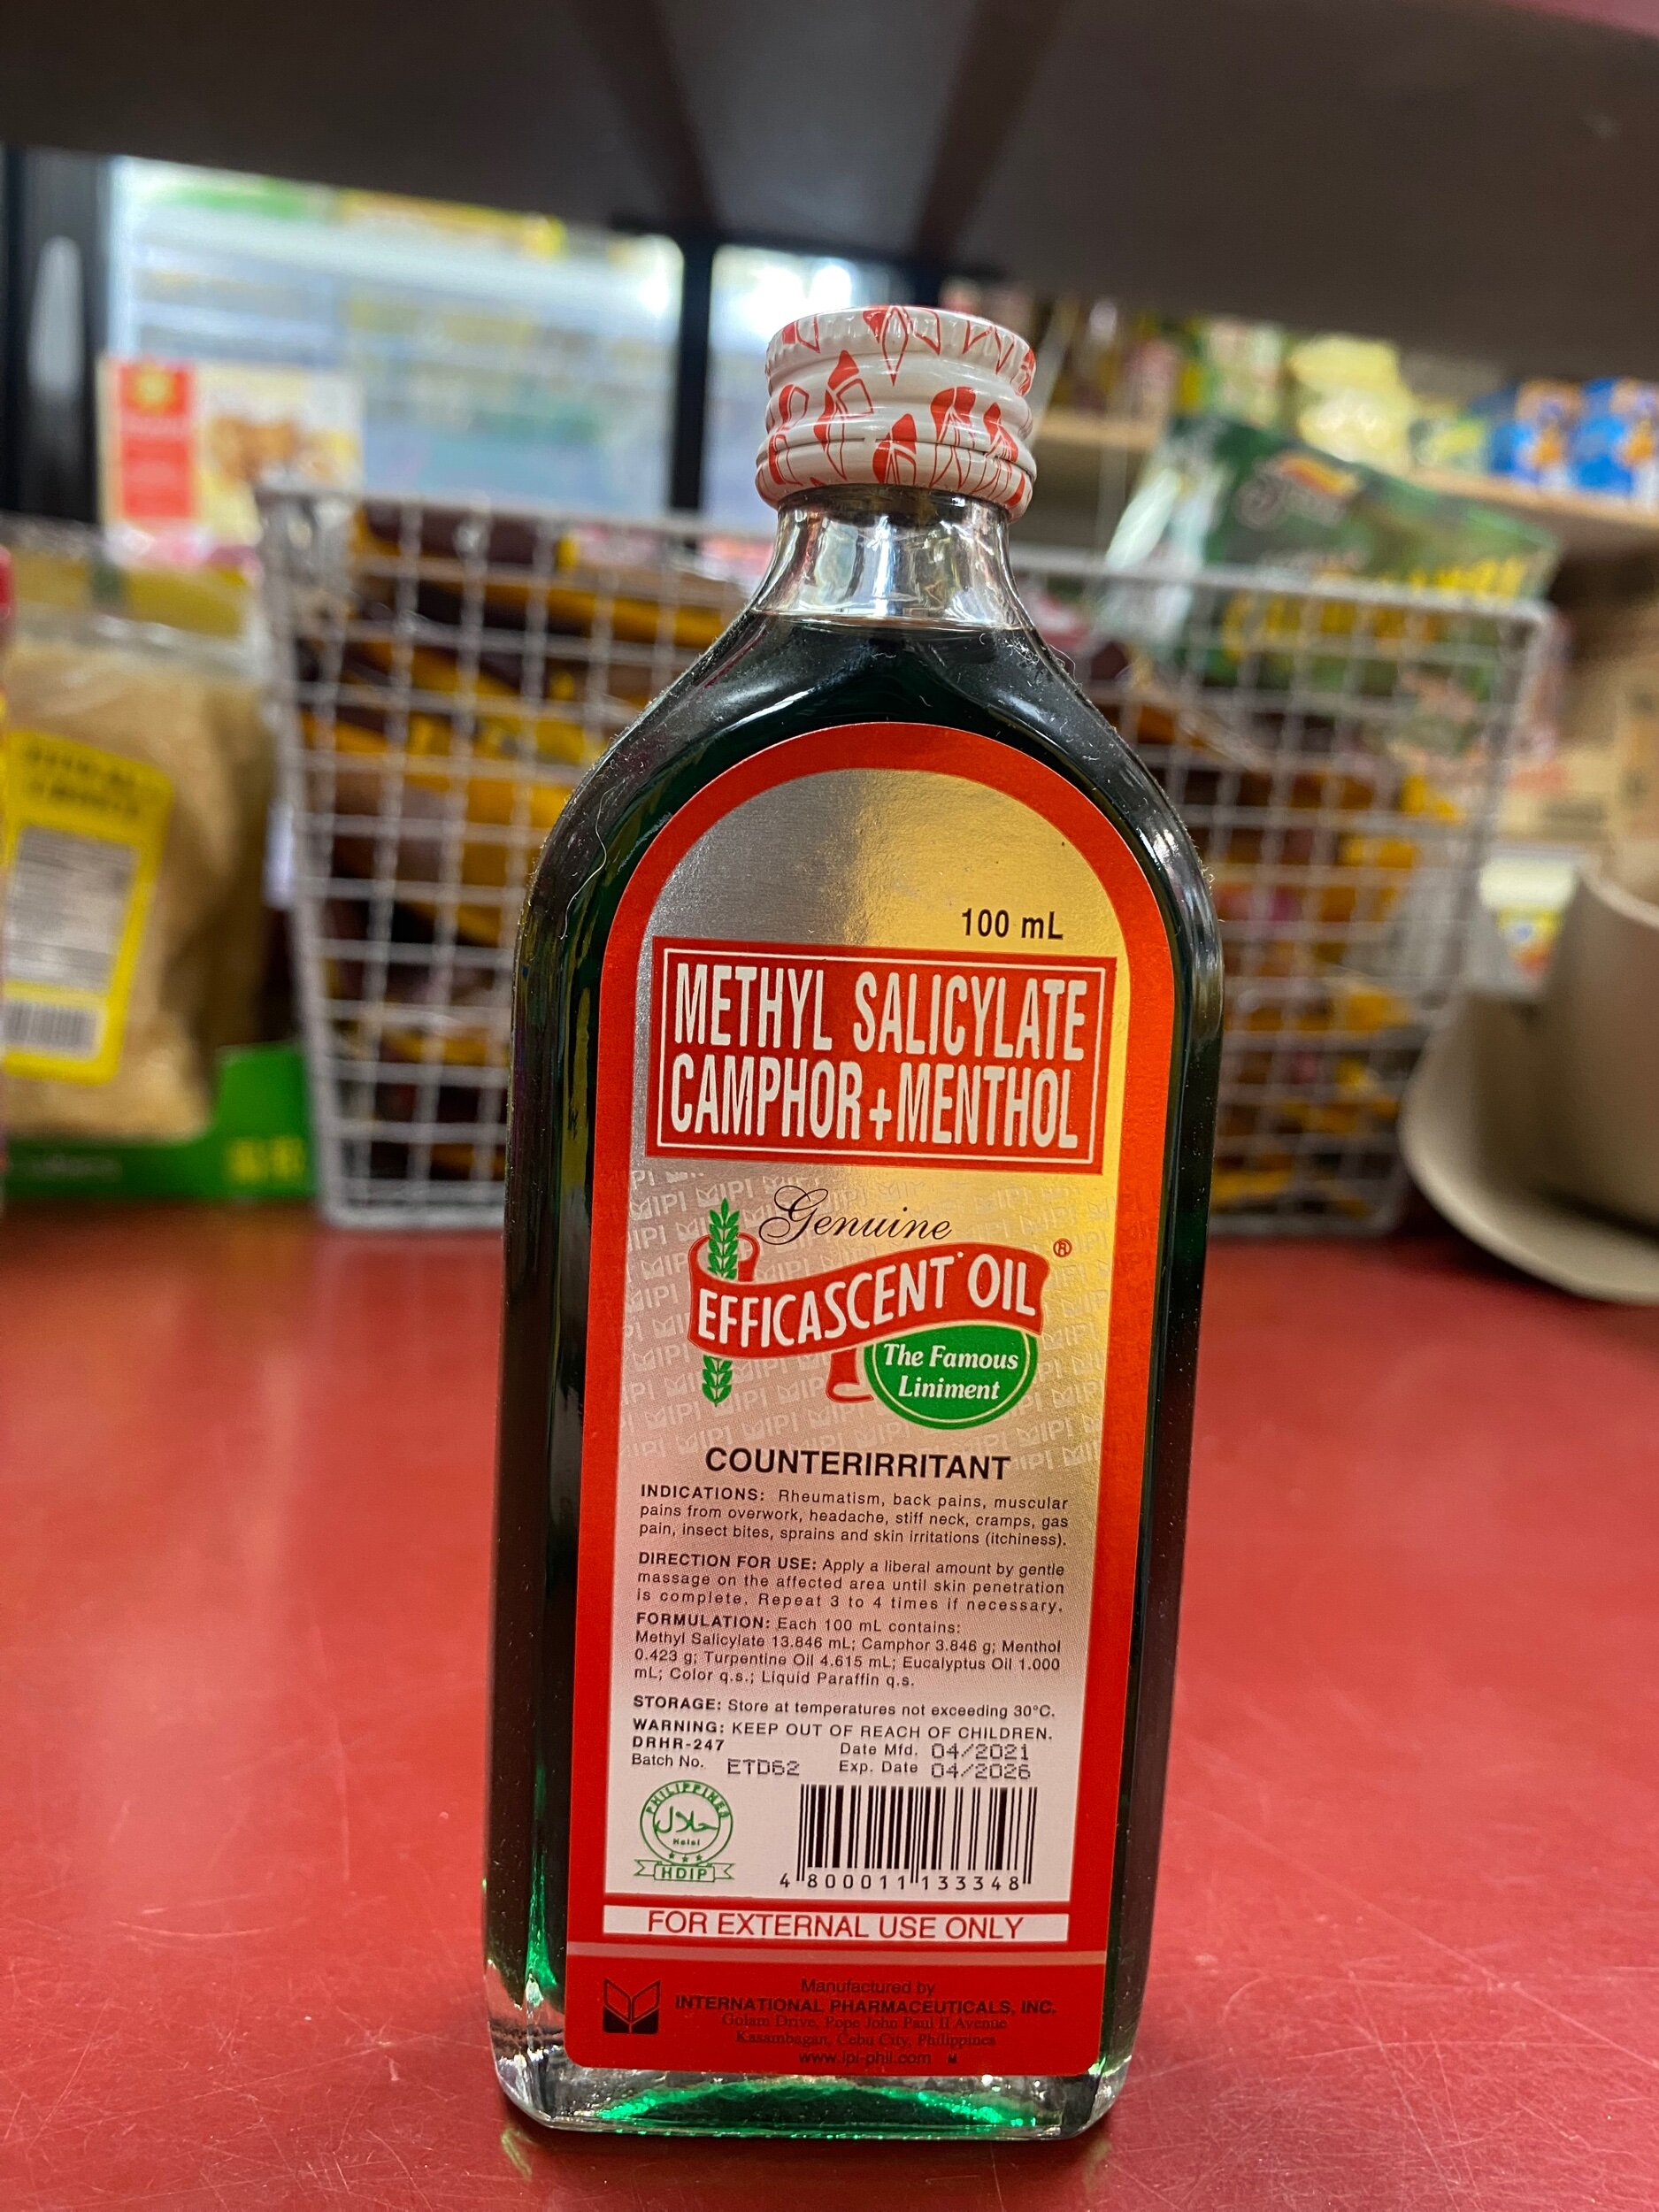 100 mL
METHYL SALICYLATE
CAMPHOR+MENTHOL
Genuine
EFFICASCENT OIL ®
The Famous
Liniment
COUNTERIRRITANT
INDICATIONS: Rheumatism, back pains, muscular
pains from overwork, headache, stiff neck, cramps, gas
pain, insect bites, sprains and skin irritations (itchiness).
DIRECTION FOR USE: Apply a liberal amount by gentle
massage on the affected area until skin penetration
is complete. Repeat 3 to 4 times if necessary.
FORMULATION: Each 100 mL contains:
Methyl Salicylate 13.846 mL; Camphor 3.846 g; Menthol
0.423 g; Turpentine Oil 4.615 mL; Eucalyptus Oil 1.000
mL; Color q.s.; Liquid Paraffin q.s.
STORAGE: Store at temperatures not exceeding 30°C.
WARNING: KEEP OUT OF REACH OF CHILDREN.
DRHR-247
Batch No. ETD62
Date Mfd. 04/2021
Exp. Date 04/2026
PHILIPPINES
حلال
Halal
HDIP
4 800011 133348
FOR EXTERNAL USE ONLY
Manufactured by
INTERNATIONAL PHARMACEUTICALS, INC.
Golam Drive, Pope John Paul II Avenue
Kasambagan, Cebu City, Philippines
www.ipi-phil.com M